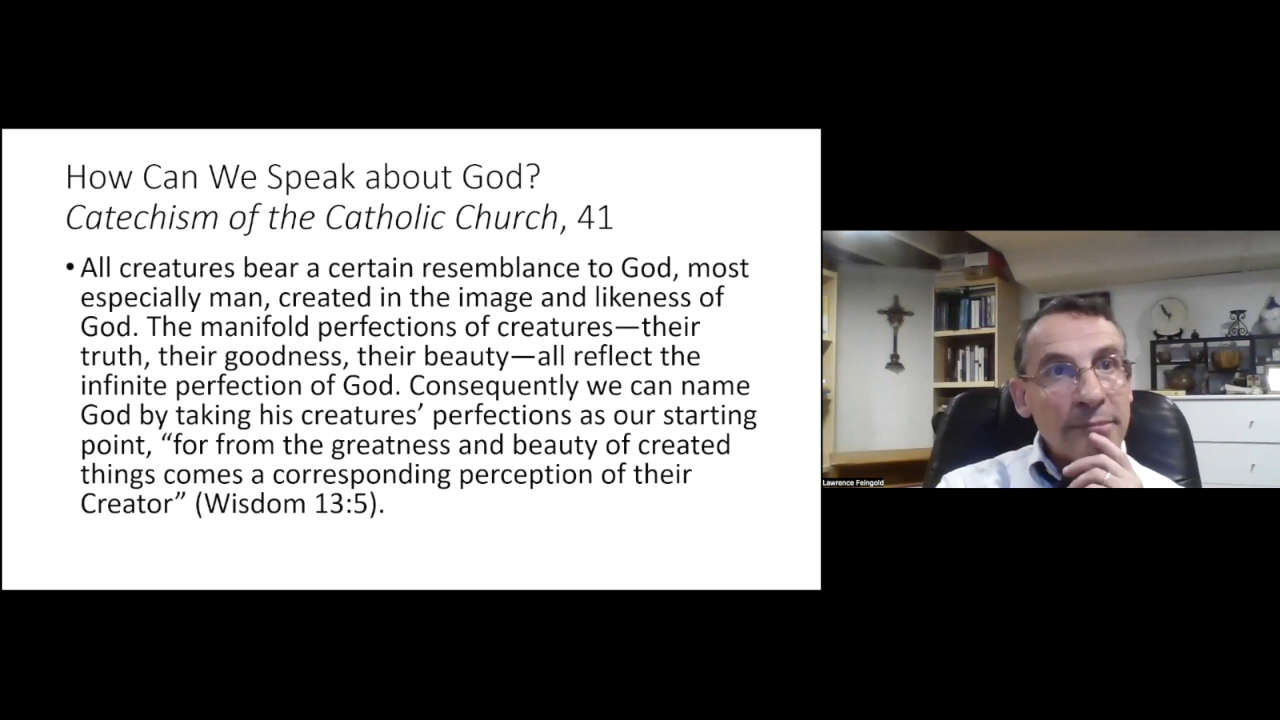 How Can We Speak about God?
Catechism of the Catholic Church, 41
• All creatures bear a certain resemblance to God, most
especially man, created in the image and likeness of
God. The manifold perfections of creatures—their
truth, their goodness, their beauty—all reflect the
infinite perfection of God. Consequently we can name
God by taking his creatures’ perfections as our starting
point, “for from the greatness and beauty of created
things comes a corresponding perception of their
Creator” (Wisdom 13:5).
Lawrence Feingold